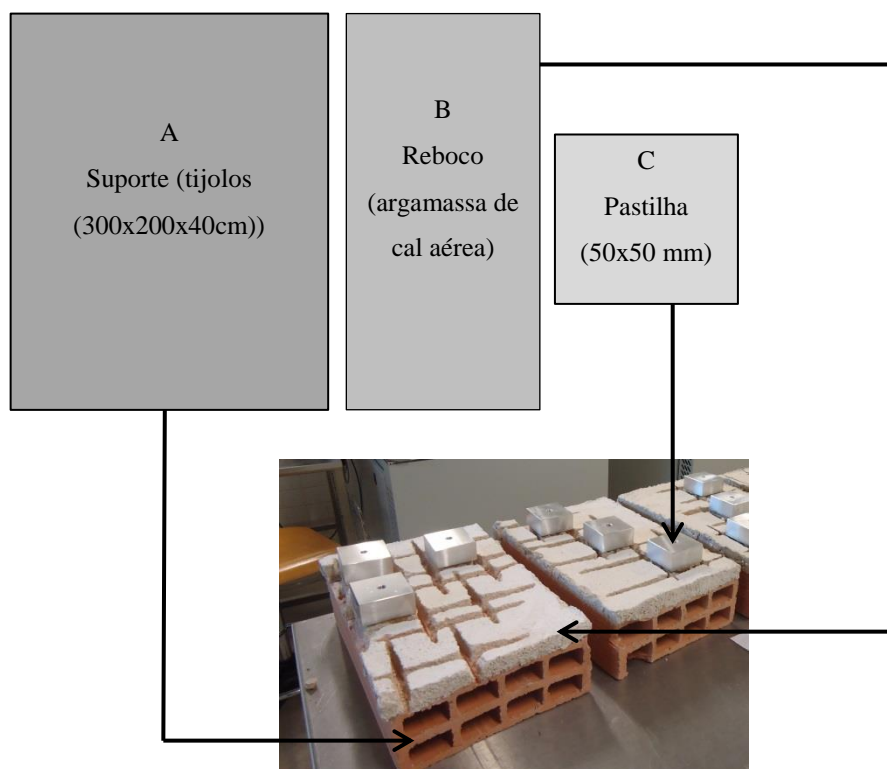 A
Suporte (tijolos
(300x200x40cm))
B
Reboco
(argamassa de
cal aérea)
C
Pastilha
(50x50 mm)